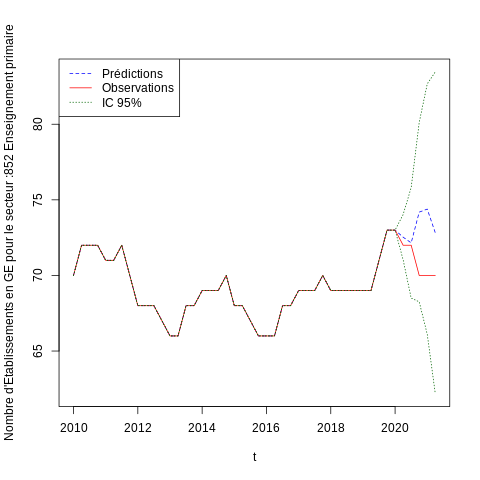 Nombre d'Etablissements en GE pour le secteur :852 Enseignement primaire
Prédictions
Observations
IC 95%
80
75
70
65
2010 2012 2014 2016 2018 2020
t